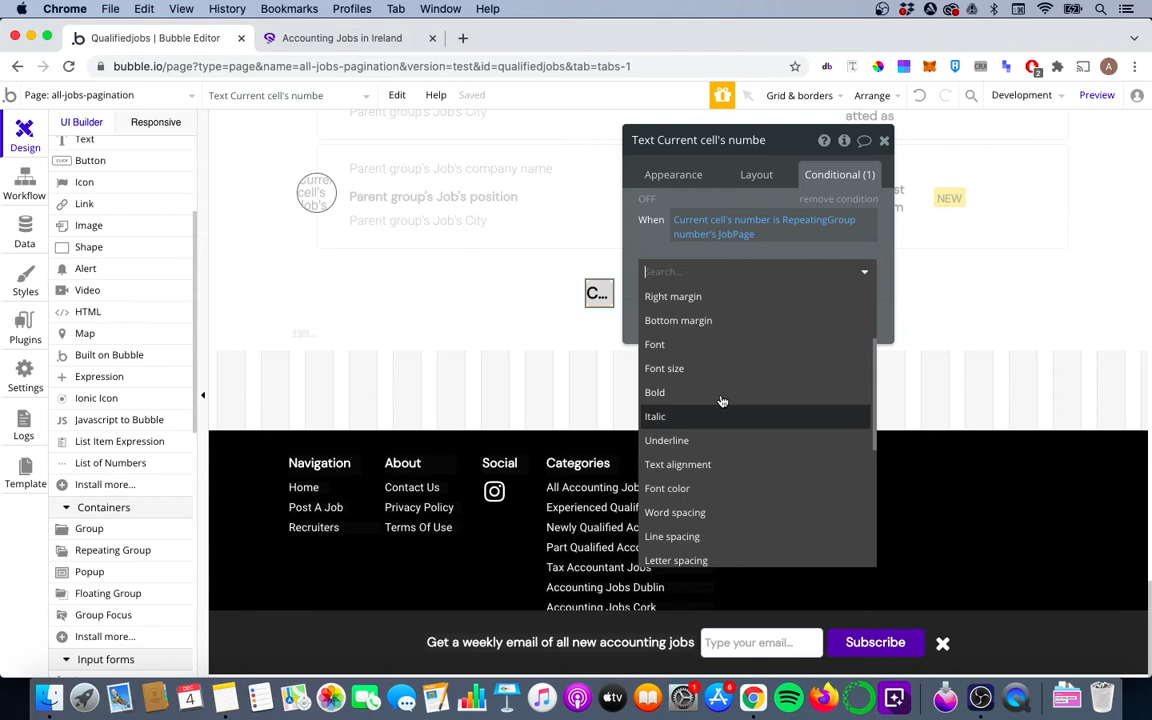 Chrome File Edit View History Bookmarks Profiles Tab Window Help
Qualifiedjobs | Bubble Editor
Accounting Jobs in Ireland
bubble.io/page?type=page&name=all-jobs-pagination&version=test&id=qualifiedjobs&tab=tabs-1
Page: all-jobs-pagination
Text Current cell's numbe
Edit Help Saved
Grid & borders
Arrange
Development
Preview
Design
Workflow
Data
Styles
Plugins
Settings
Logs
Template
UI Builder Responsive
Text
Button
Icon
Link
Image
Shape
Alert
Video
HTML
Map
Built on Bubble
Expression
Ionic Icon
Javascript to Bubble
List Item Expression
List of Numbers
Install more...
Containers
Group
Repeating Group
Popup
Floating Group
Group Focus
Install more...
Input forms
Parent group's Job's City
atted as
Parent group's Job's company name
Parent group's Job's position
Parent group's Job's City
NEW
C...
Text Current cell's numbe
Appearance Layout Conditional (1)
OFF remove condition
When Current cell's number is RepeatingGroup
number's JobPage
Search...
Right margin
Bottom margin
Font
Font size
Bold
Italic
Underline
Text alignment
Font color
Word spacing
Line spacing
Letter spacing
Navigation
Home
Post A Job
Recruiters
About
Contact Us
Privacy Policy
Terms Of Use
Social
Categories
All Accounting Job
Experienced Quali
Newly Qualified Ac
Part Qualified Acc
Tax Accountant Jobs
Accounting Jobs Dublin
Accounting Jobs Cork
Get a weekly email of all new accounting jobs
Type your email...
Subscribe